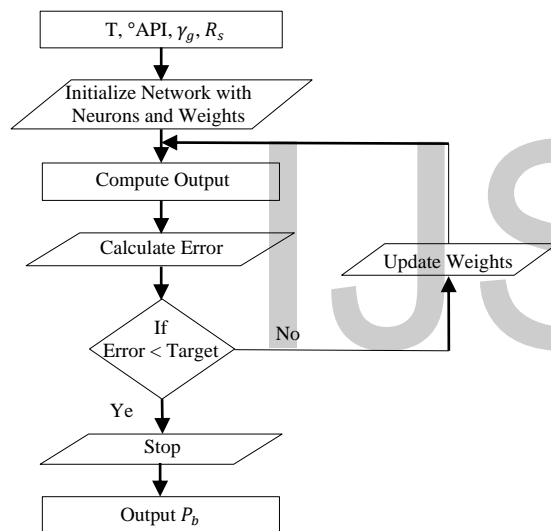 T, °API, γg, Rs
Initialize Network with
Neurons and Weights
Compute Output
Calculate Error
Update Weights
If
Error < Target
No
Ye
Stop
Output Pb
IJS